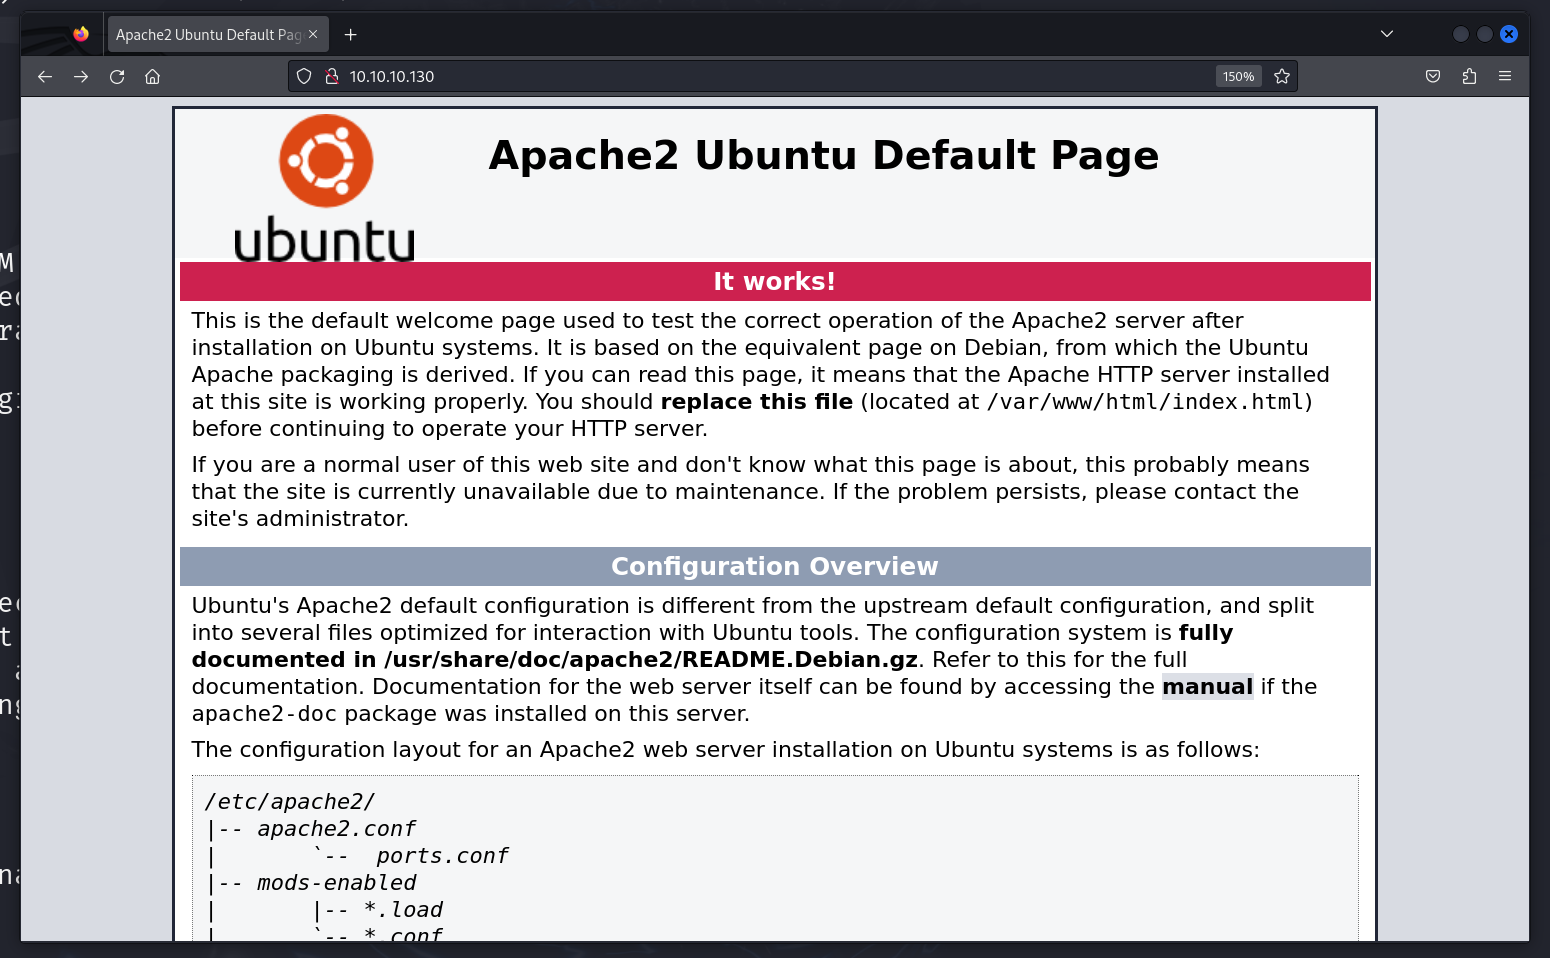 Apache2 Ubuntu Default Pag
10.10.10.130
150%
ubuntu
Apache2 Ubuntu Default Page
It works!
This is the default welcome page used to test the correct operation of the Apache2 server after
installation on Ubuntu systems. It is based on the equivalent page on Debian, from which the Ubuntu
Apache packaging is derived. If you can read this page, it means that the Apache HTTP server installed
at this site is working properly. You should replace this file (located at /var/www/html/index.html)
before continuing to operate your HTTP server.
If you are a normal user of this web site and don't know what this page is about, this probably means
that the site is currently unavailable due to maintenance. If the problem persists, please contact the
site's administrator.
Configuration Overview
Ubuntu's Apache2 default configuration is different from the upstream default configuration, and split
into several files optimized for interaction with Ubuntu tools. The configuration system is fully
documented in /usr/share/doc/apache2/README.Debian.gz. Refer to this for the full
documentation. Documentation for the web server itself can be found by accessing the manual if the
apache2-doc package was installed on this server.
The configuration layout for an Apache2 web server installation on Ubuntu systems is as follows:
/etc/apache2/
|-- apache2.conf
|       `--  ports.conf
|-- mods-enabled
|       |-- *.load
|       `-- *.conf